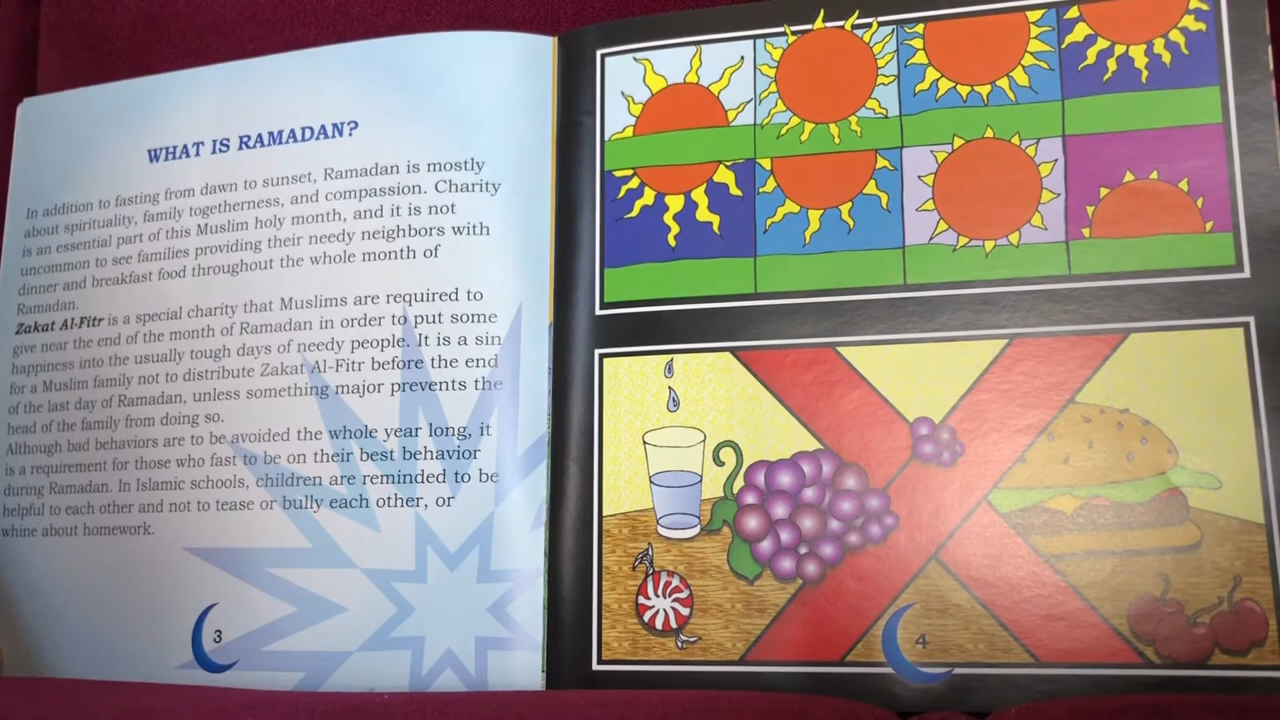 WHAT IS RAMADAN?
In addition to fasting from dawn to sunset, Ramadan is mostly
about spirituality, family togetherness, and compassion. Charity
is an essential part of this Muslim holy month, and it is not
uncommon to see families providing their needy neighbors with
dinner and breakfast food throughout the whole month of
Ramadan.
Zakat Al-Fitr is a special charity that Muslims are required to
give near the end of the month of Ramadan in order to put some
happiness into the usually tough days of needy people. It is a sin
for a Muslim family not to distribute Zakat Al-Fitr before the end
of the last day of Ramadan, unless something major prevents the
head of the family from doing so.
Although bad behaviors are to be avoided the whole year long, it
is a requirement for those who fast to be on their best behavior
during Ramadan. In Islamic schools, children are reminded to be
helpful to each other and not to tease or bully each other, or
whine about homework.
3
4